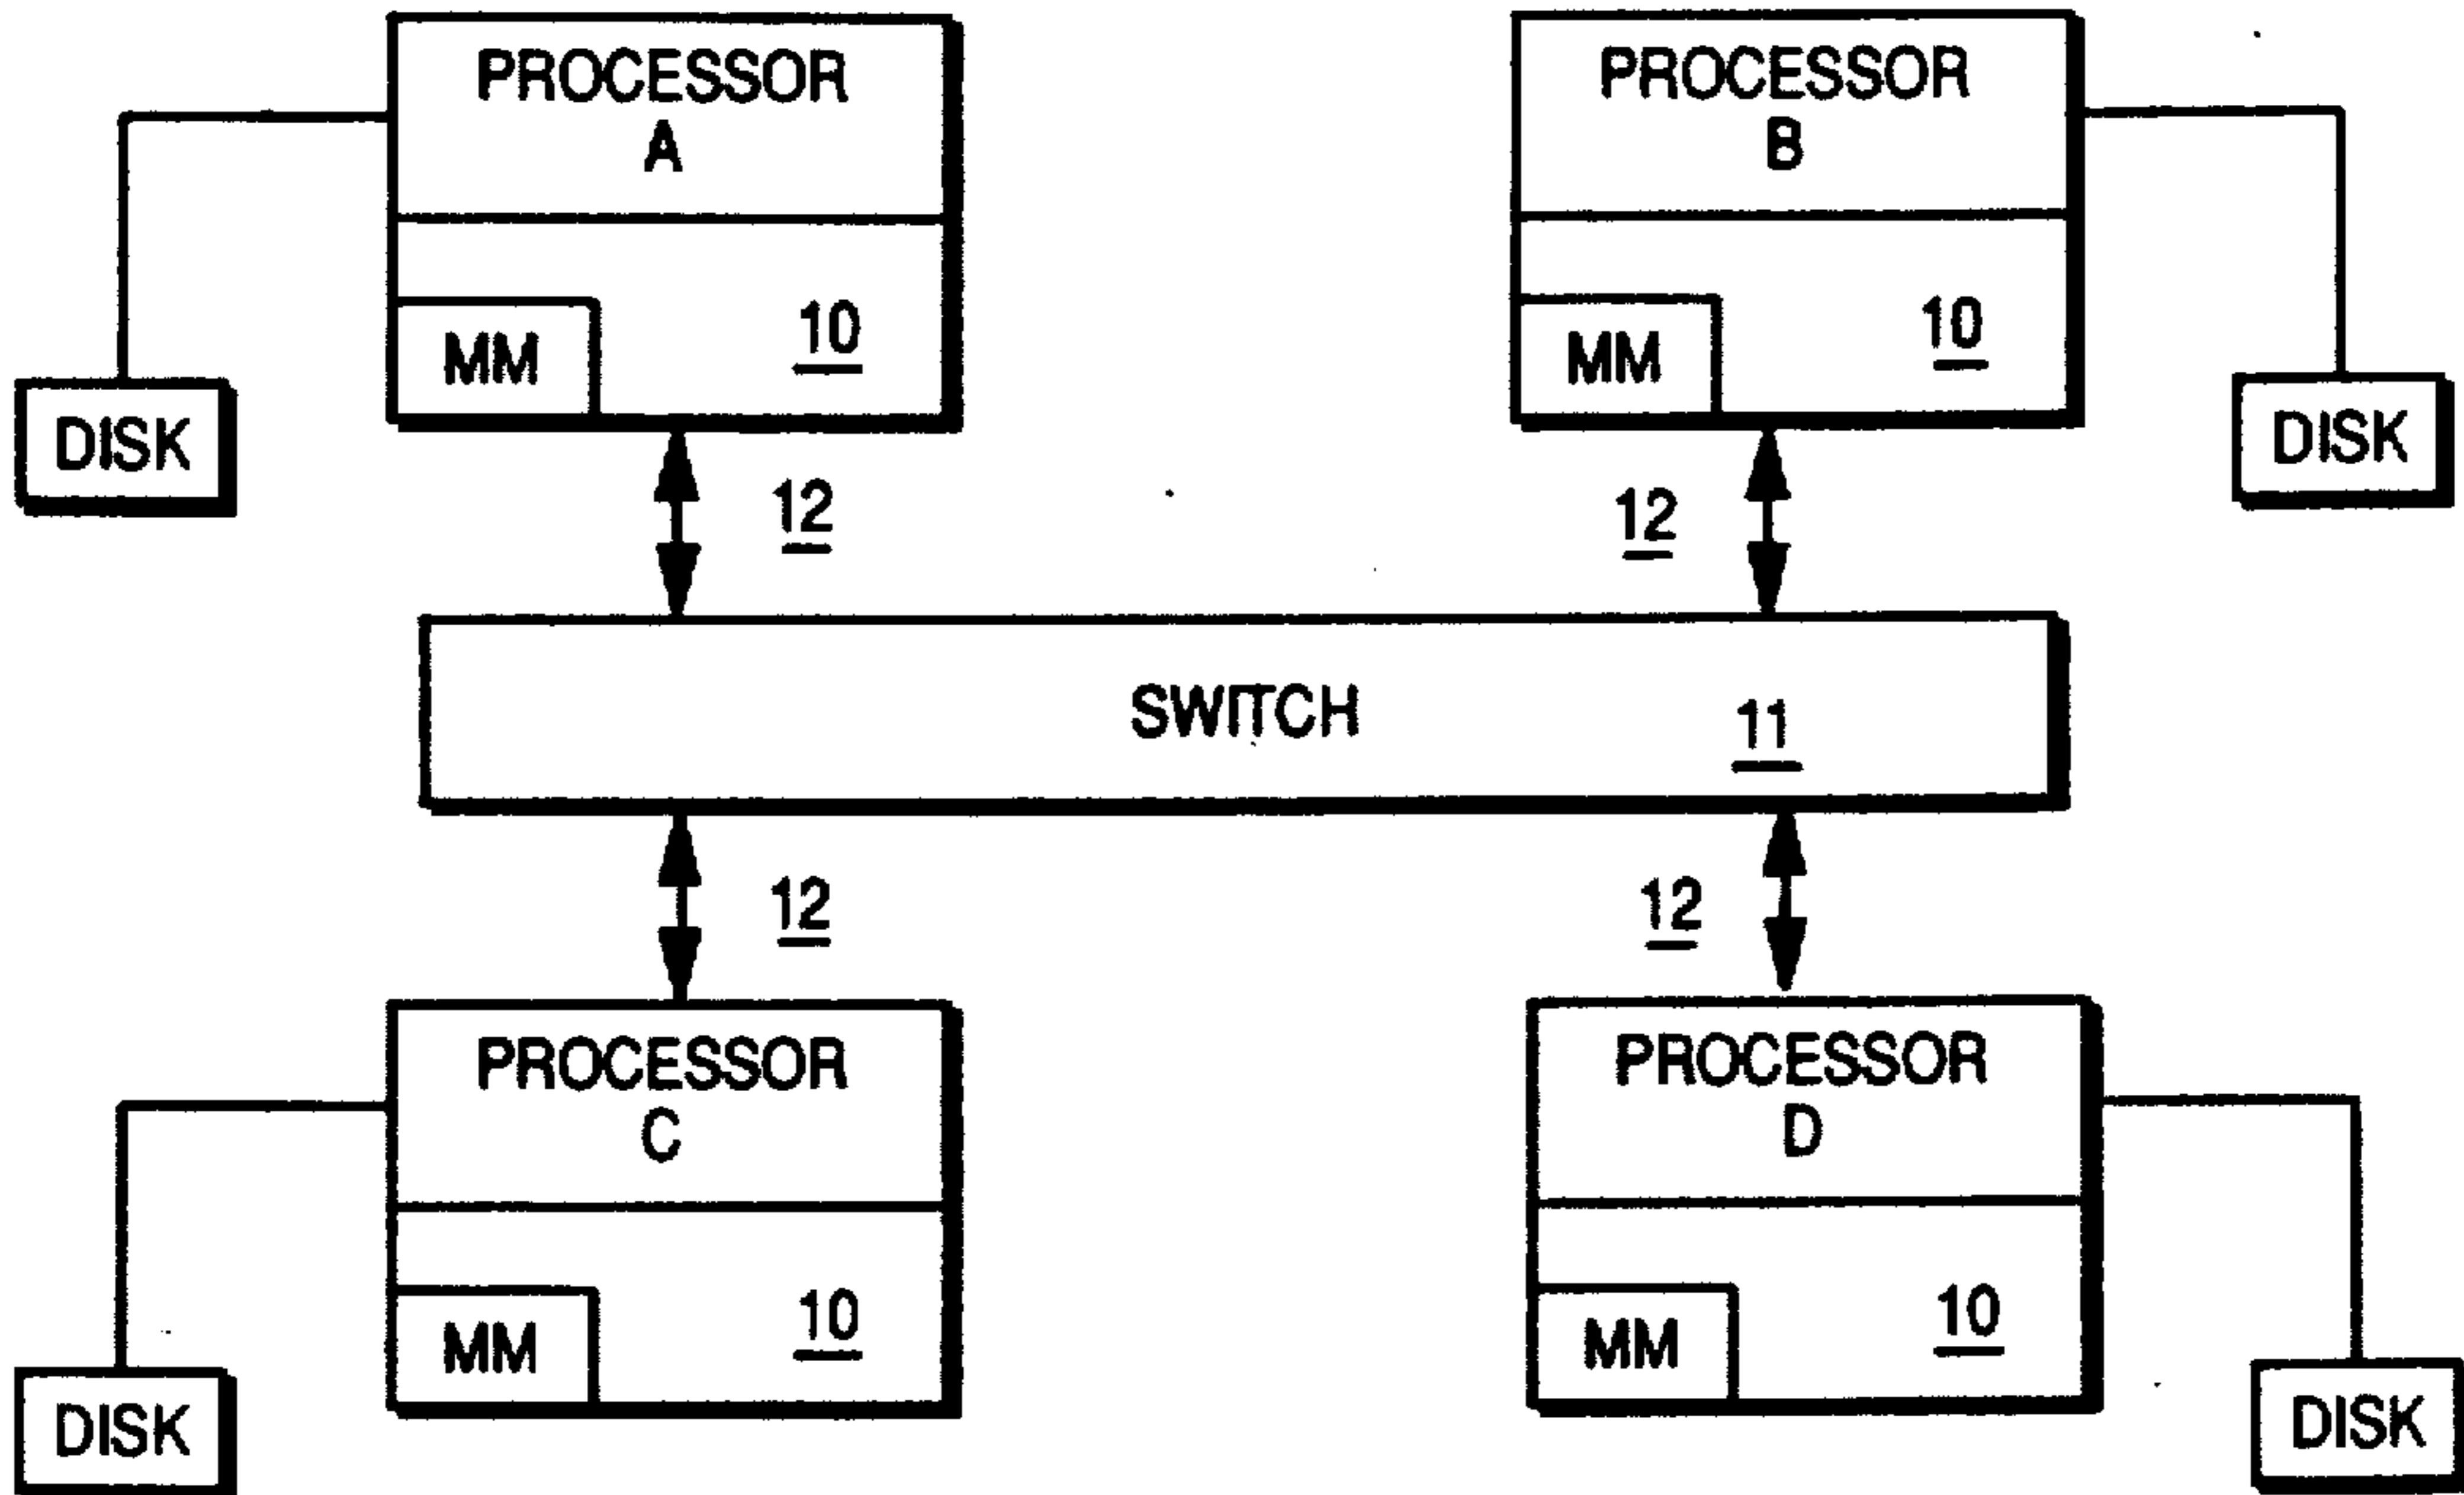 PROCESSOR
A
10
MM
DISK
PROCESSOR
B
10
MM
DISK
12
12
SWITCH
11
12
12
PROCESSOR
C
10
MM
DISK
PROCESSOR
D
10
MM
DISK